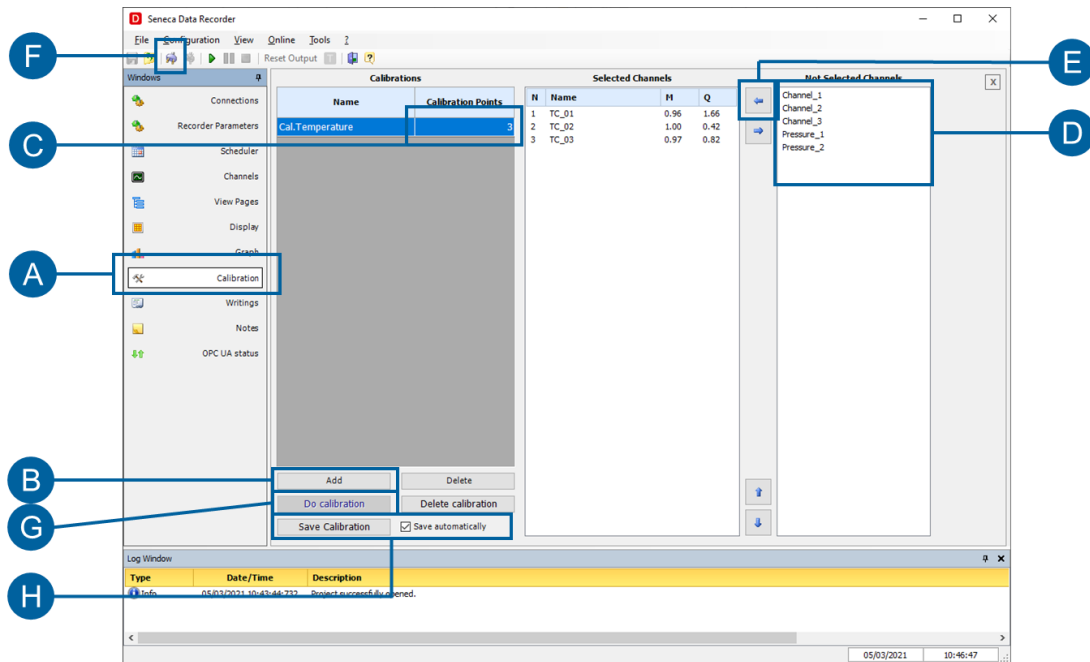 Seneca Data Recorder
File Configuration View Online Tools ?
F
Reset Output
E
Windows
Calibrations
Selected Channels
Not Selected Channels
X
Connections
Name Calibration Points
N Name M Q
Channel_1
1 TC_01 0.96 1.66
Channel_2
Recorder Parameters
Cal.Temperature 3
2 TC_02 1.00 0.42
Channel_3
D
3 TC_03 0.97 0.82
Pressure_1
Pressure_2
C
Scheduler
Channels
View Pages
Display
Graph
A
Calibration
Writings
Notes
OPC UA status
B
Add Delete
G
Do calibration Delete calibration
Save Calibration Save automatically
Log Window
Type Date/Time Description
H
Info 05/03/2021 10:43:44:732 Project successfully opened.
05/03/2021 10:46:47